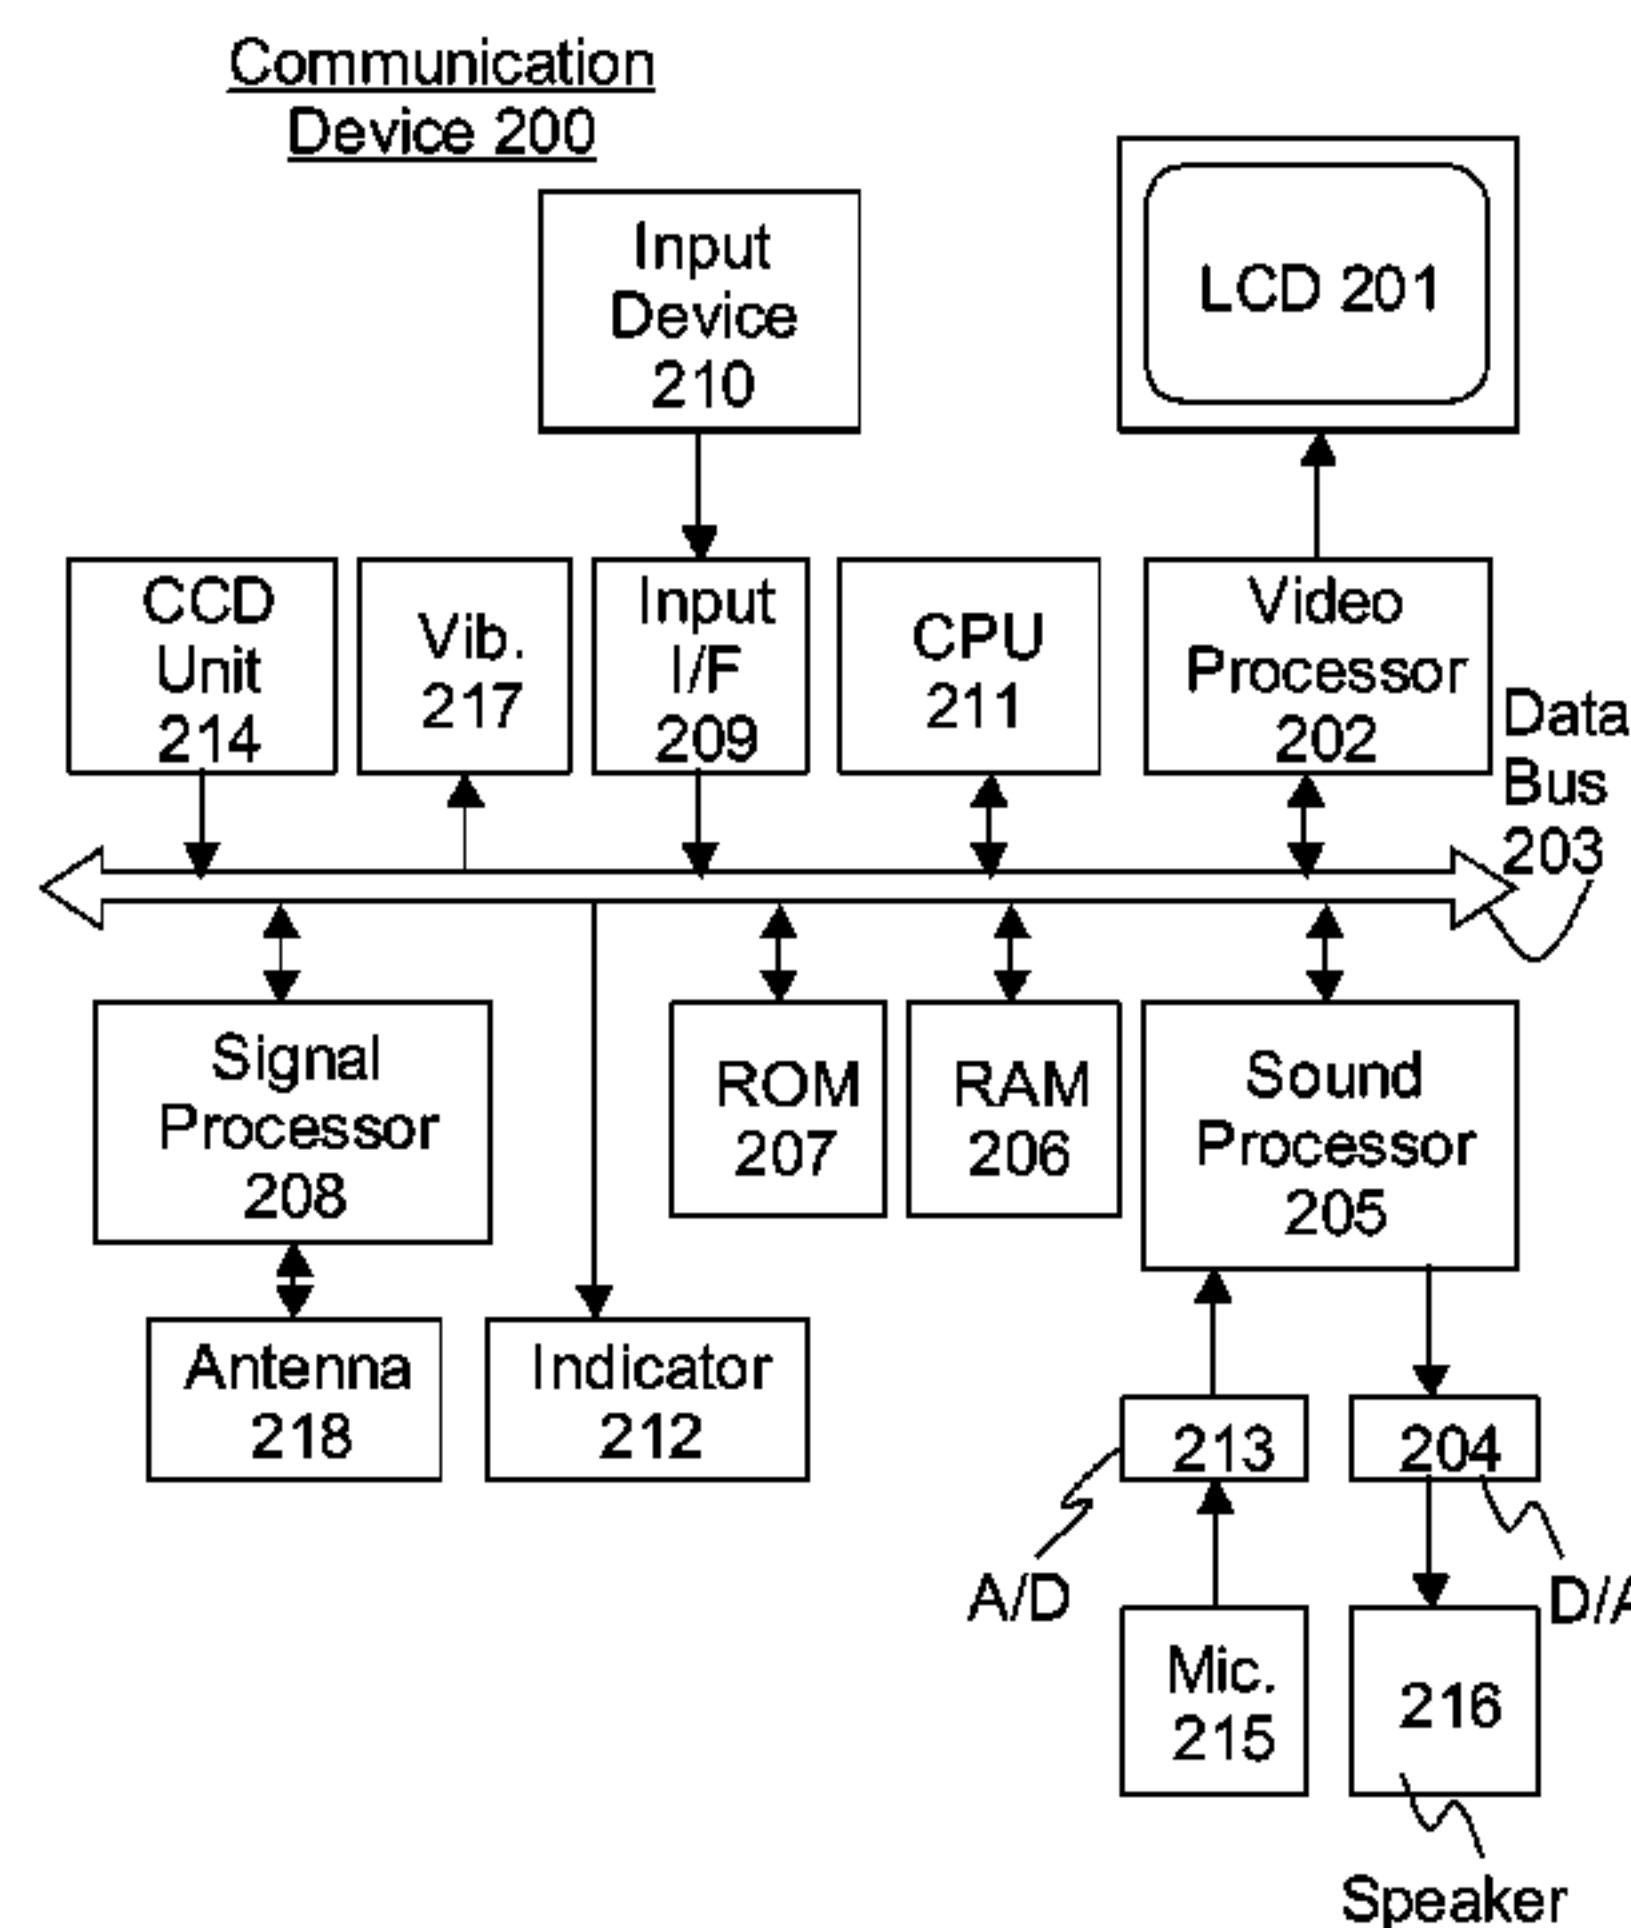 Communication
Device 200
Input
Device
210
LCD 201
CCD
Unit
214
Vib.
217
Input
I/F
209
CPU
211
Video
Processor
202
Data
Bus
203
Signal
Processor
208
ROM
207
RAM
206
Sound
Processor
205
Antenna
218
Indicator
212
213
204
A/D
D/A
Mic.
215
216
Speaker